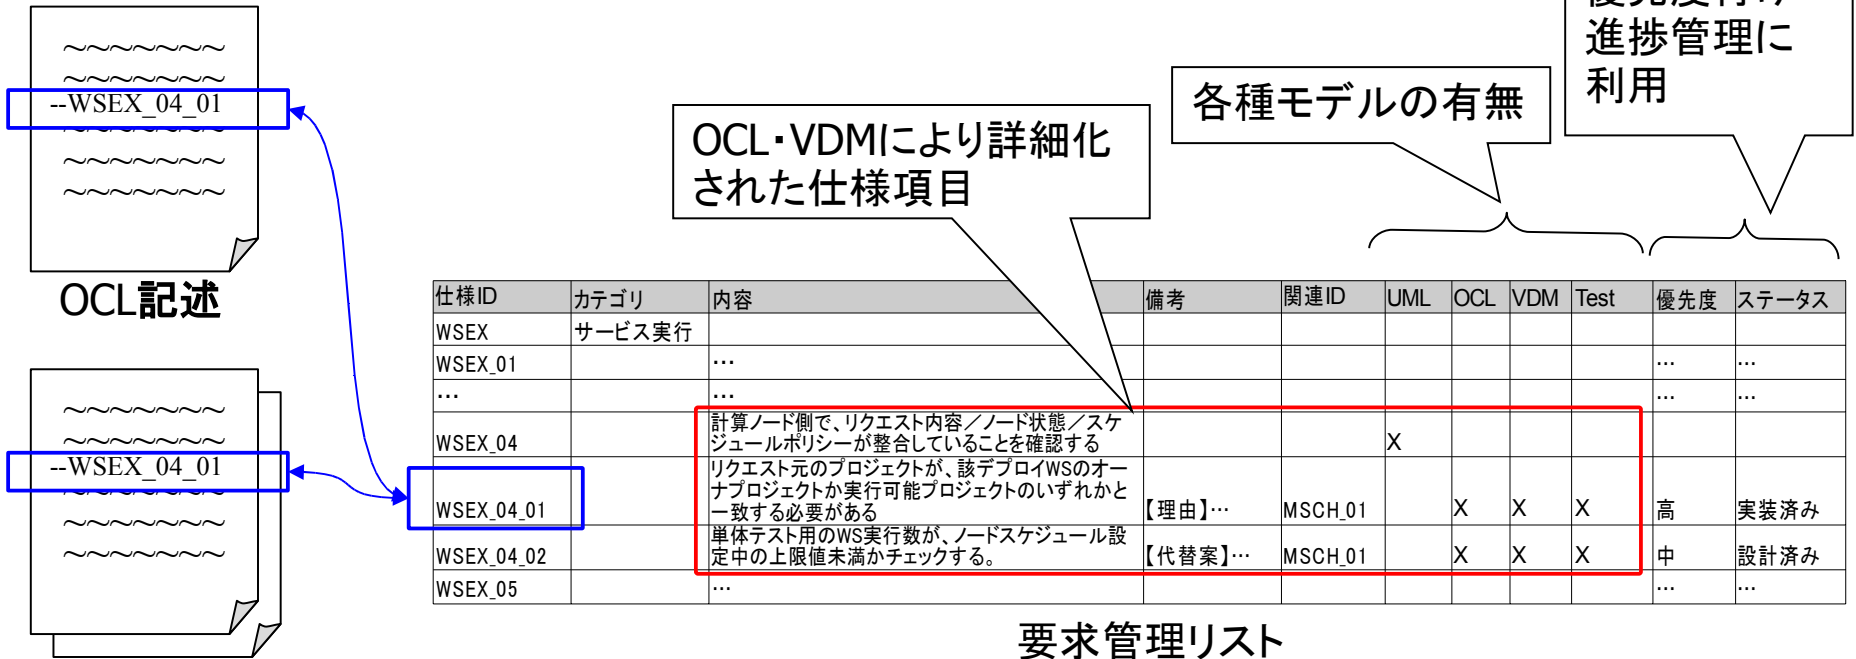 ~~~~~~~
~~~~~~~
--WSEX_04_01
~~~~~~~
~~~~~~~
~~~~~~~
OCL記述
~~~~~~~
~~~~~~~
--WSEX_04_01
~~~~~~~
~~~~~~~
~~~~~~~
OCL・VDMにより詳細化
された仕様項目
各種モデルの有無
進捗管理に
利用
仕様ID カテゴリ 内容 備考 関連ID UML OCL VDM Test 優先度 ステータス
WSEX サービス実行
WSEX_01 … … …
… … … …
計算ノード側で、リクエスト内容／ノード状態／スケ
WSEX_04 ジュールポリシーが整合していることを確認する X
リクエスト元のプロジェクトが、該デプロイWSのオー
ナプロジェクトか実行可能プロジェクトのいずれかと
WSEX_04_01 一致する必要がある 【理由】… MSCH_01 X X X 高 実装済み
単体テスト用のWS実行数が、ノードスケジュール設
WSEX_04_02 定中の上限値未満かチェックする。 【代替案】… MSCH_01 X X X 中 設計済み
WSEX_05 … … …
要求管理リスト